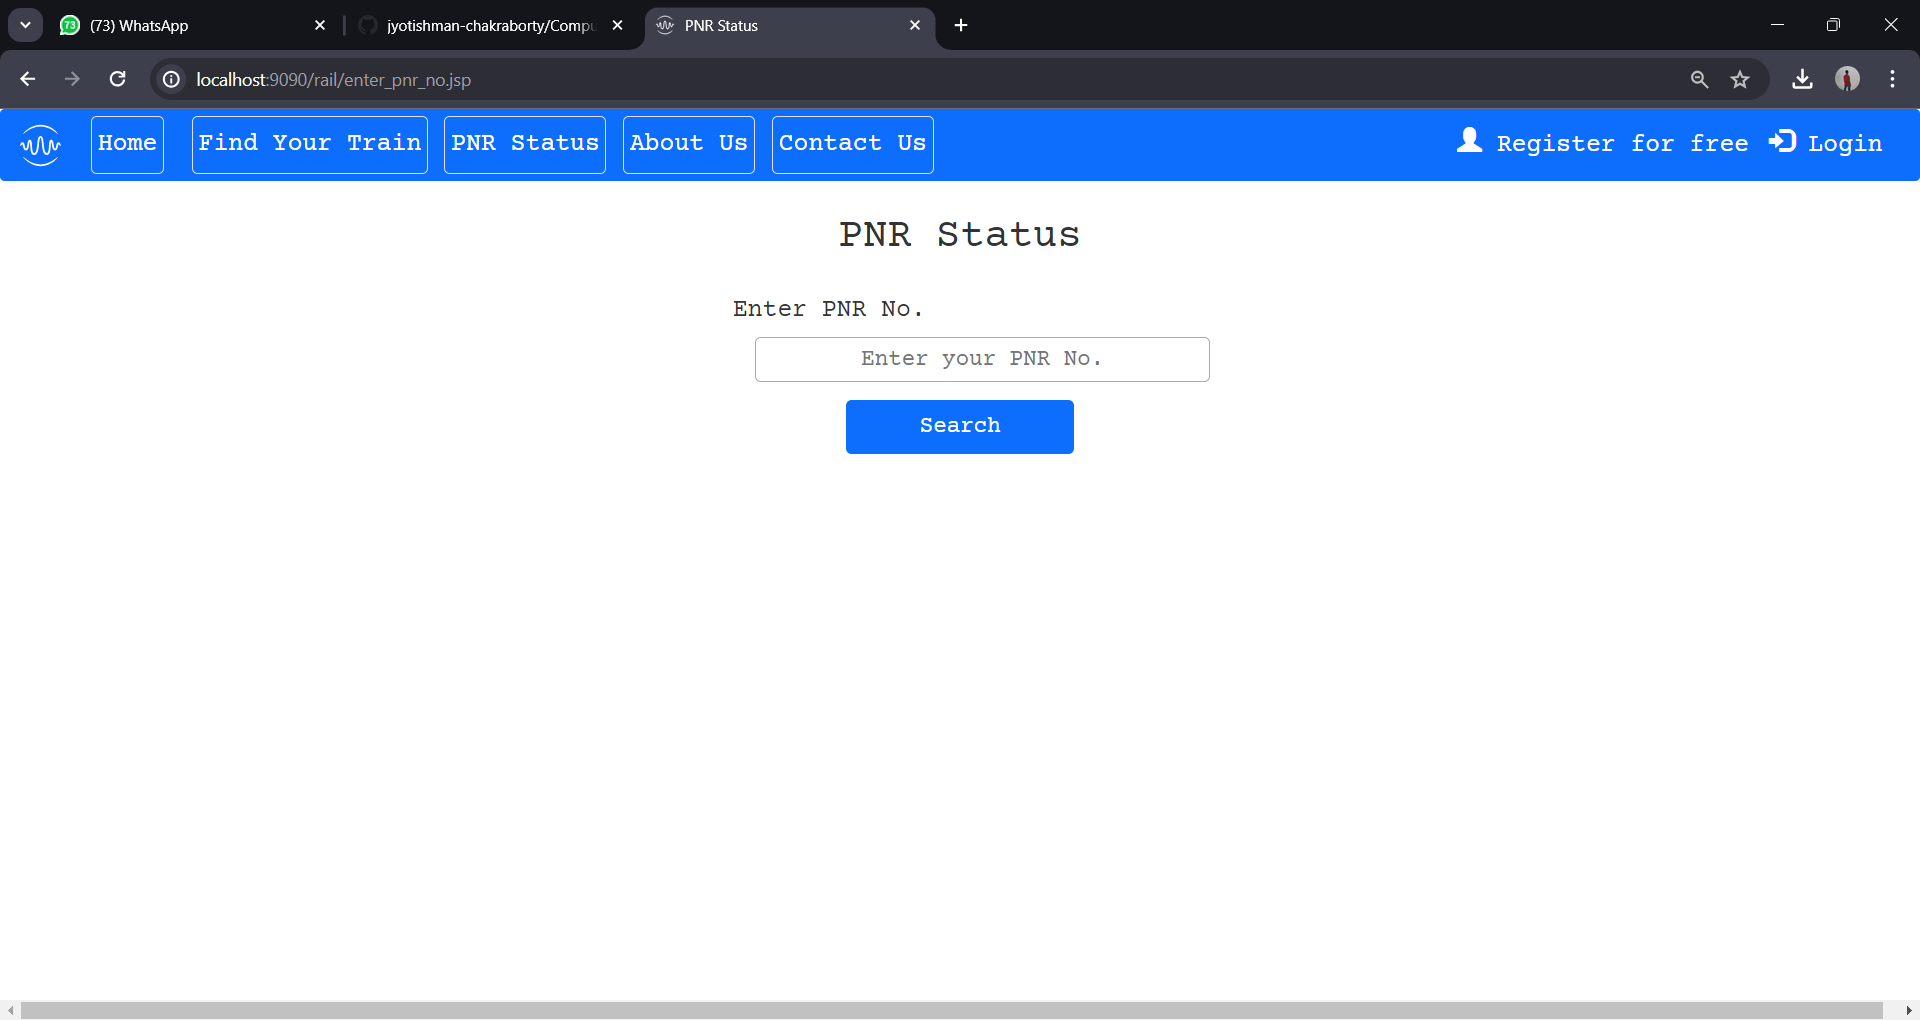 73 (73) WhatsApp
jyotishman-chakraborty/Compu
PNR Status
localhost:9090/rail/enter_pnr_no.jsp
Home Find Your Train PNR Status About Us Contact Us Register for free Login
PNR Status
Enter PNR No.
Enter your PNR No.
Search